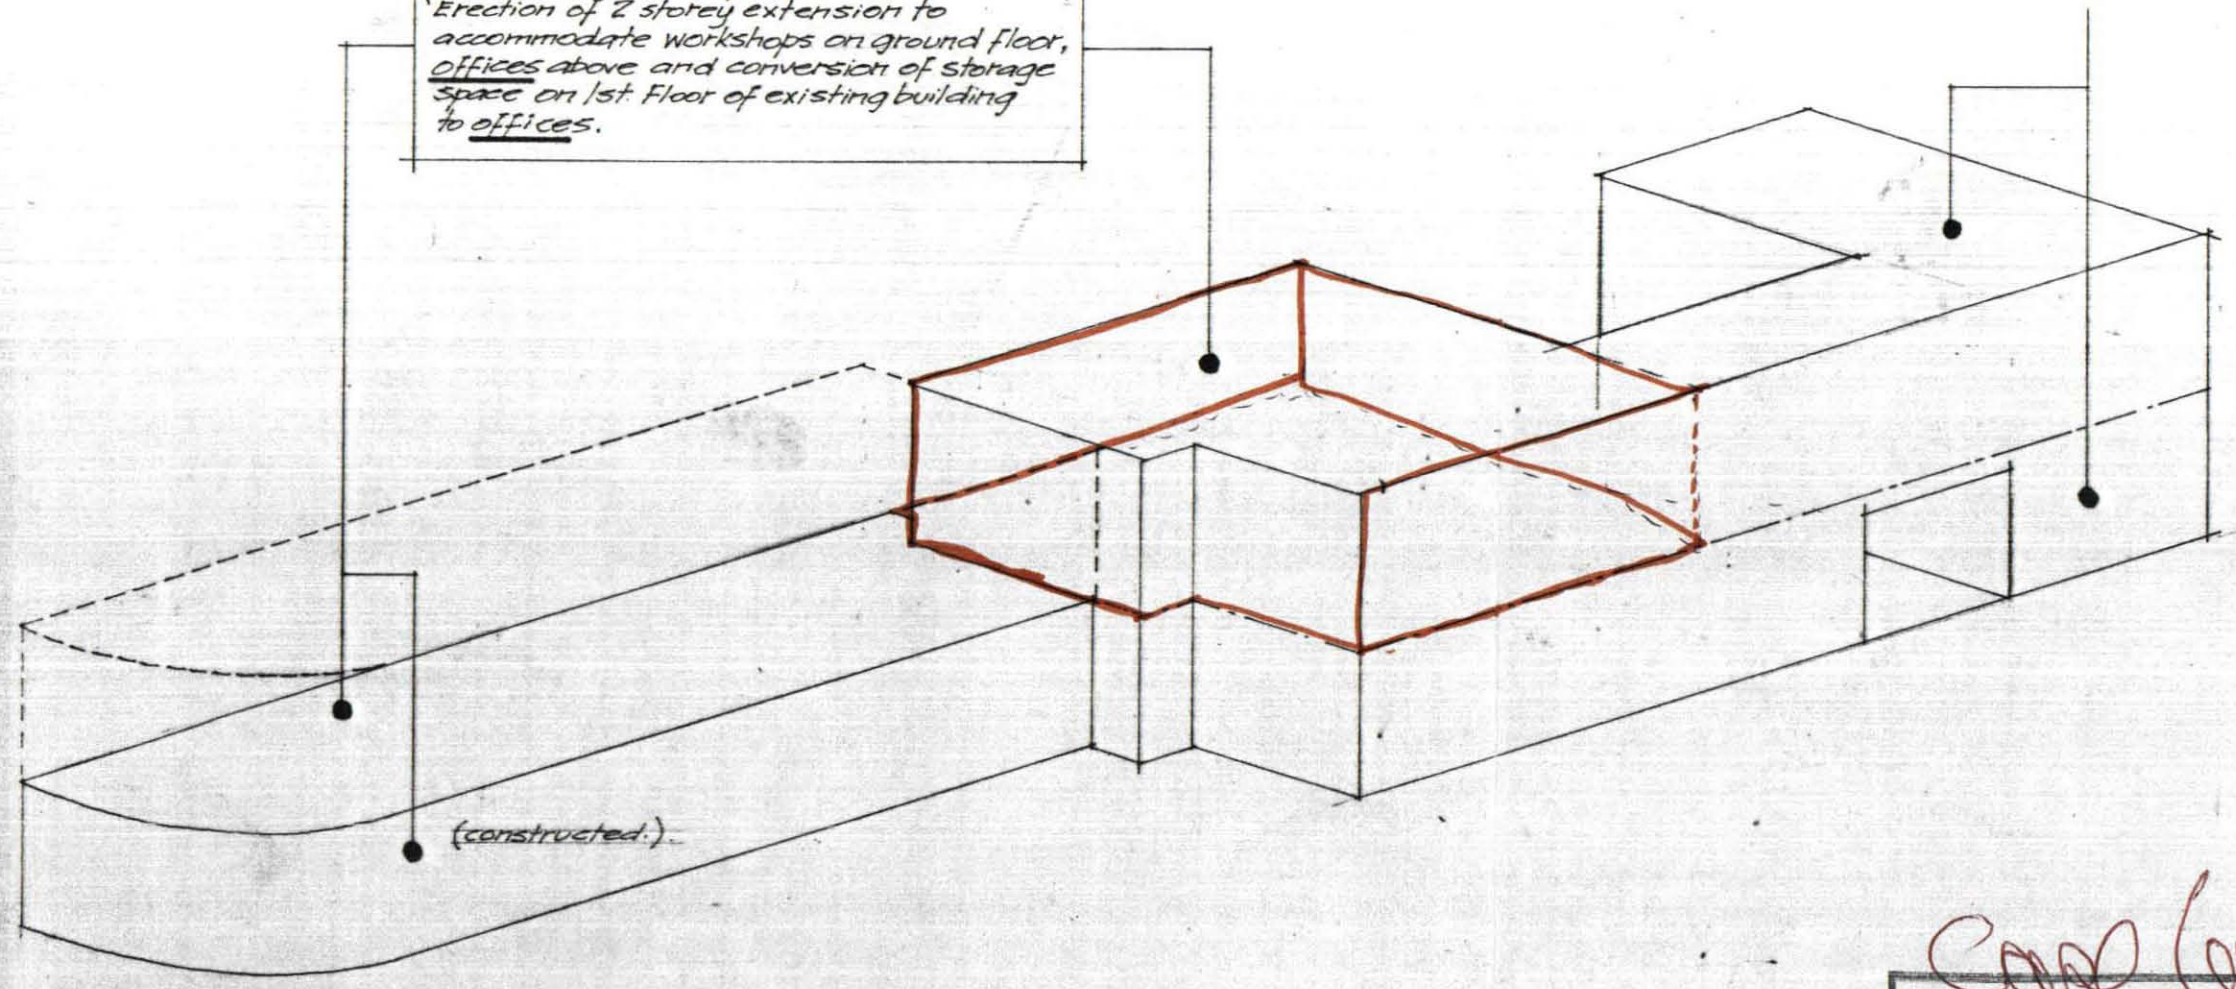 Erection of 2 storey extension to
accommodate workshops on ground floor,
offices above and conversion of storage
space on 1st. Floor of existing building
to offices.
(constructed.)